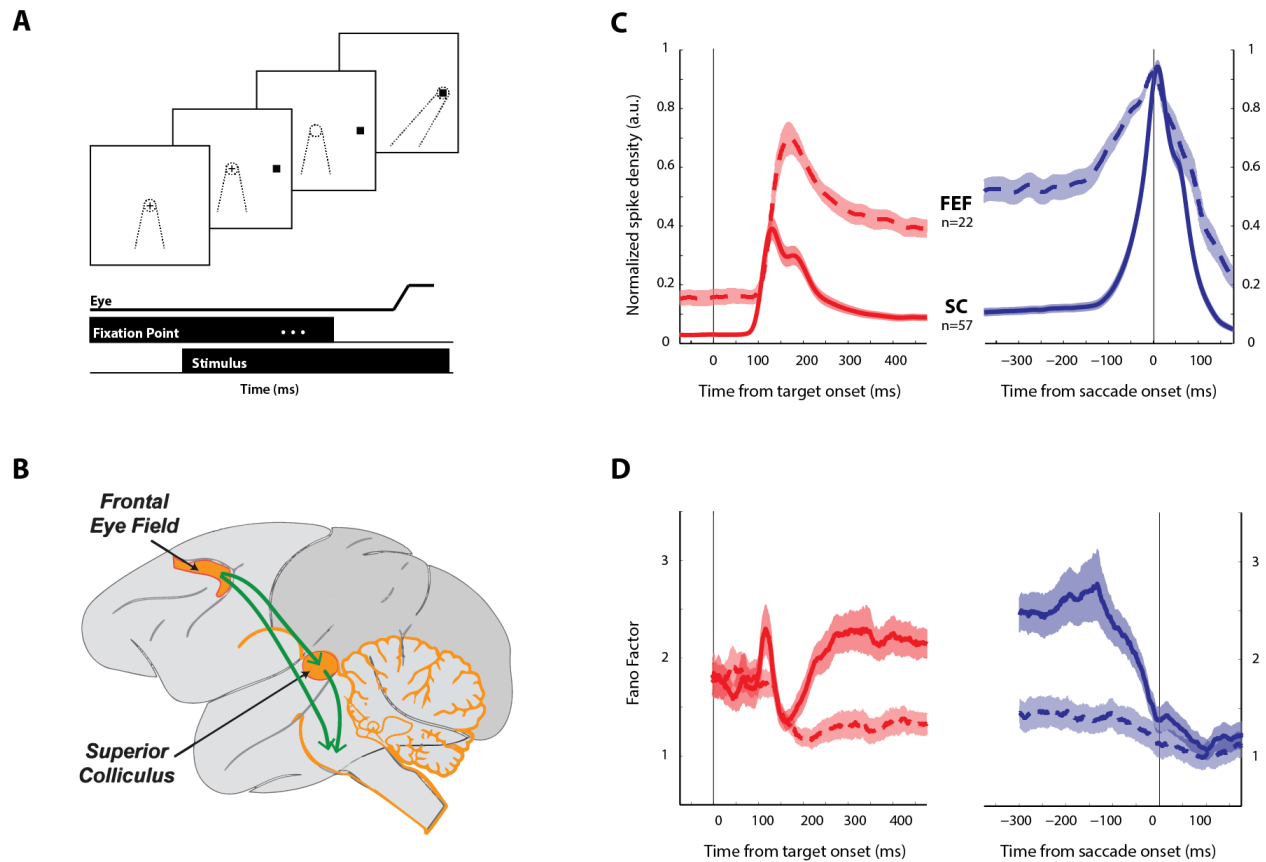 A
Eye
Fixation Point
Stimulus
Time (ms)
B
Frontal
Eye Field
Superior
Colliculus
C
Normalized spike density (a.u.)
1
0.8
0.6
0.4
0.2
0
0 100 200 300 400
Time from target onset (ms)
FEF
n=22
SC
n=57
1
0.8
0.6
0.4
0.2
0
−300 −200 −100 0 100
Time from saccade onset (ms)
D
Fano Factor
3
2
1
0 100 200 300 400
Time from target onset (ms)
3
2
1
−300 −200 −100 0 100
Time from saccade onset (ms)